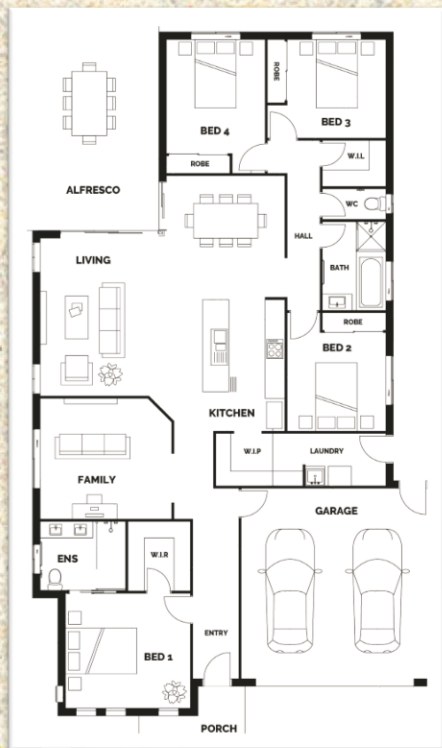 BED 4
ROBE
BED 3
ROBE
W.I.L
ALFRESCO
WC
HALL
LIVING
BATH
ROBE
BED 2
KITCHEN
W.I.P
LAUNDRY
FAMILY
GARAGE
ENS
W.I.R
ENTRY
BED 1
PORCH